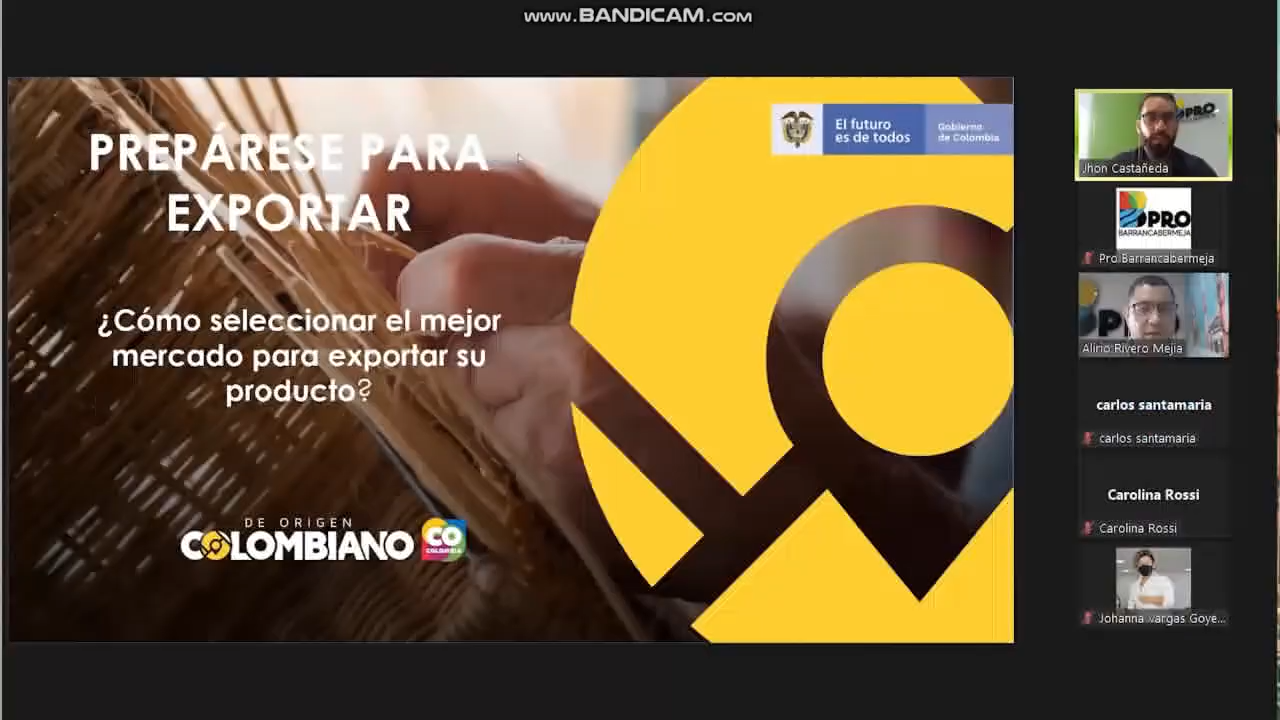 www.BANDICAM.com
PREPÁRESE PARA
EXPORTAR
¿Cómo seleccionar el mejor
mercado para exportar su
producto?
DE ORIGEN
COLOMBIANO
CO
COLOMBIA
El futuro
es de todos
Gobierno
de Colombia
PRO
Jhon Castañeda
PRO
BARRANCABERMEJA
Pro Barrancabermeja
Alirio Rivero Mejia
carlos santamaria
carlos santamaria
Carolina Rossi
Carolina Rossi
Johanna vargas Goye...